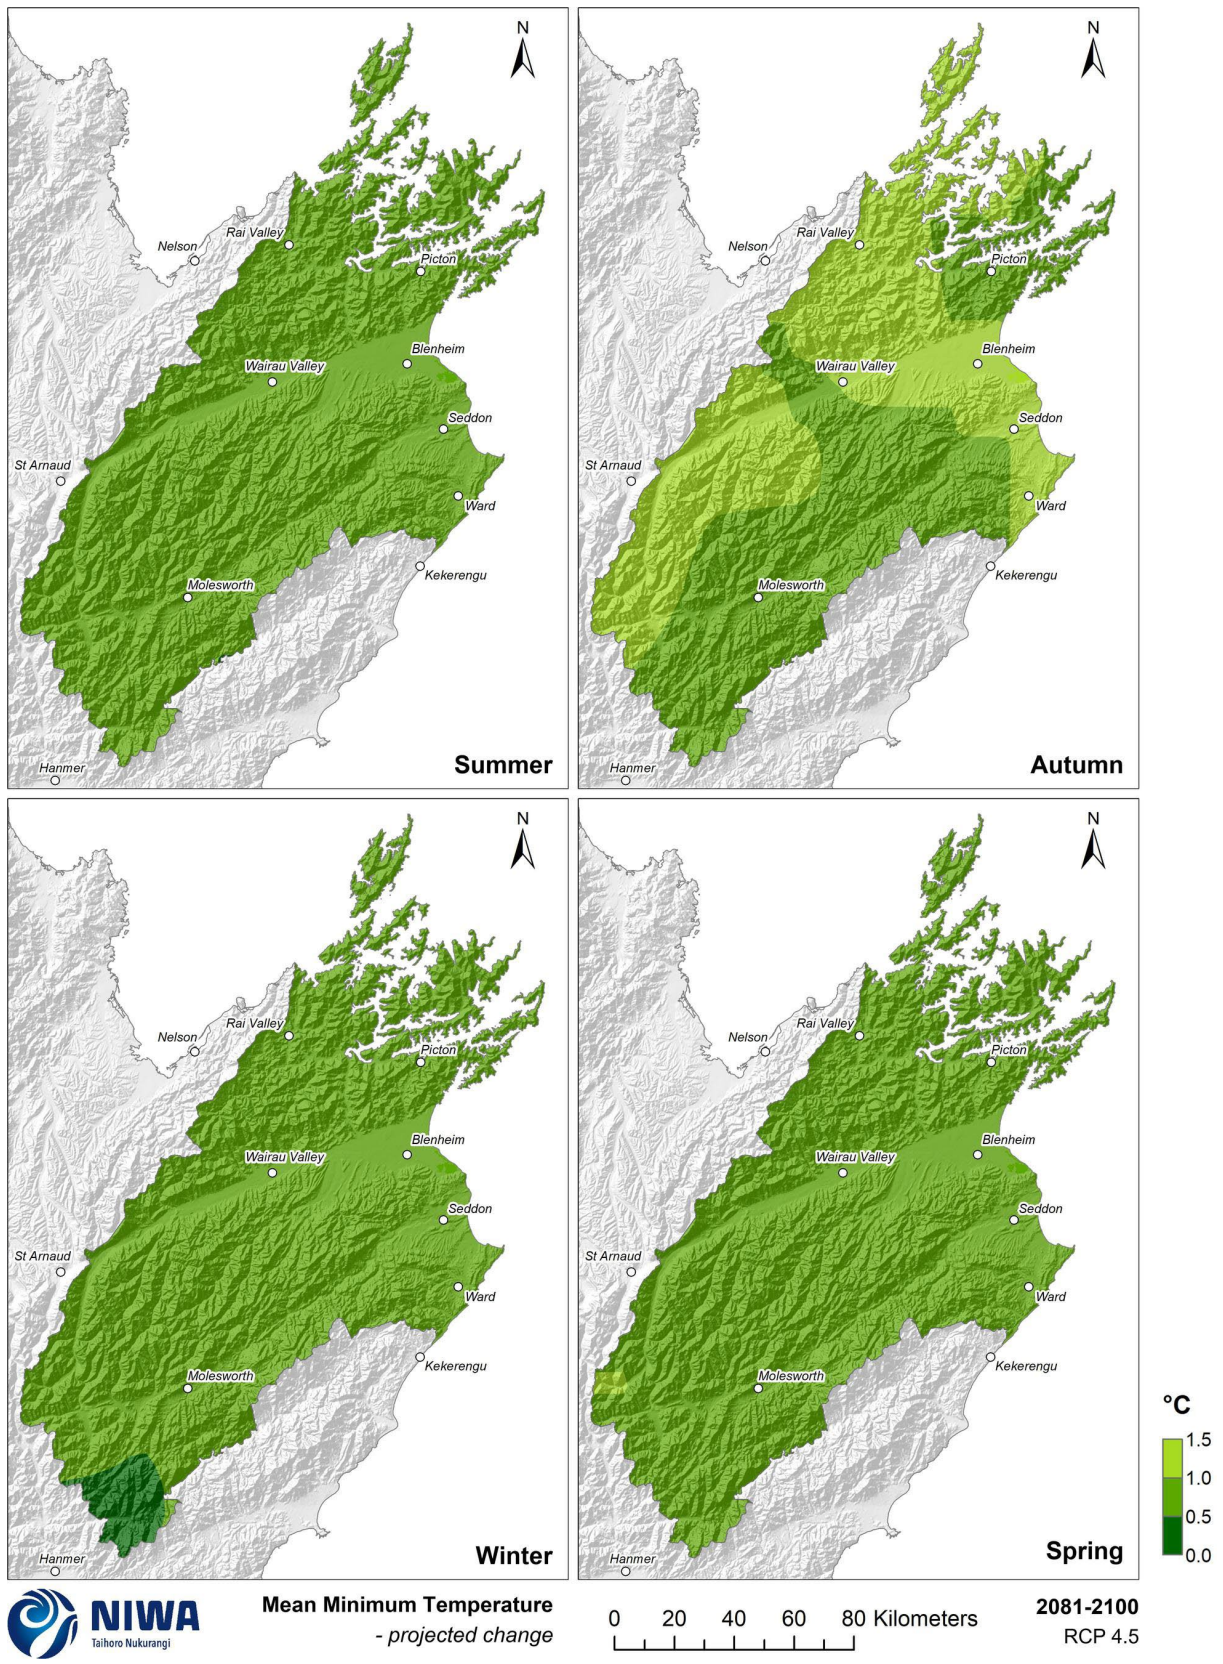 N
Nelson
Rai Valley
Picton
Wairau Valley
Blenheim
Seddon
St Arnaud
Ward
Molesworth
Kekerengu
Hanmer
Summer
N
Nelson
Rai Valley
Picton
Wairau Valley
Blenheim
Seddon
St Arnaud
Ward
Molesworth
Kekerengu
Hanmer
Autumn
N
Nelson
Rai Valley
Picton
Wairau Valley
Blenheim
Seddon
St Arnaud
Ward
Molesworth
Kekerengu
Hanmer
Winter
N
Nelson
Rai Valley
Picton
Wairau Valley
Blenheim
Seddon
St Arnaud
Ward
Molesworth
Kekerengu
Hanmer
Spring
°C
1.5
1.0
0.5
0.0
NIWA
Taihoro Nukurangi
Mean Minimum Temperature
- projected change
0 20 40 60 80 Kilometers
2081-2100
RCP 4.5